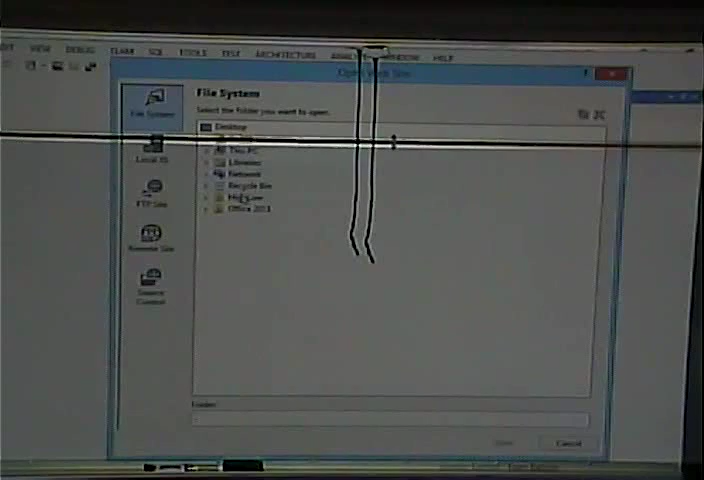 VIEW DEBUG TEAM SQL TOOLS TEST ARCHITECTURE WINDOW HELP
Open Web Site
File System
Select the folder you want to open.
File System
Desktop
This PC
Local IIS
Libraries
Network
Recycle Bin
FTP Site
Office 2013
Remote Site
Source
Control
Folder:
Cancel